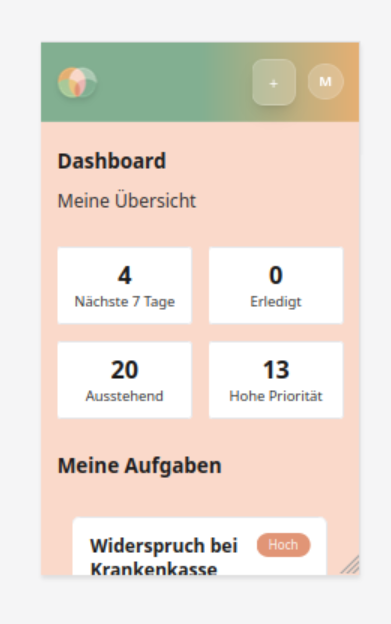 +
M
Dashboard
Meine Übersicht
4
Nächste 7 Tage
0
Erledigt
20
Ausstehend
13
Hohe Priorität
Meine Aufgaben
Widerspruch bei
Krankenkasse
Hoch